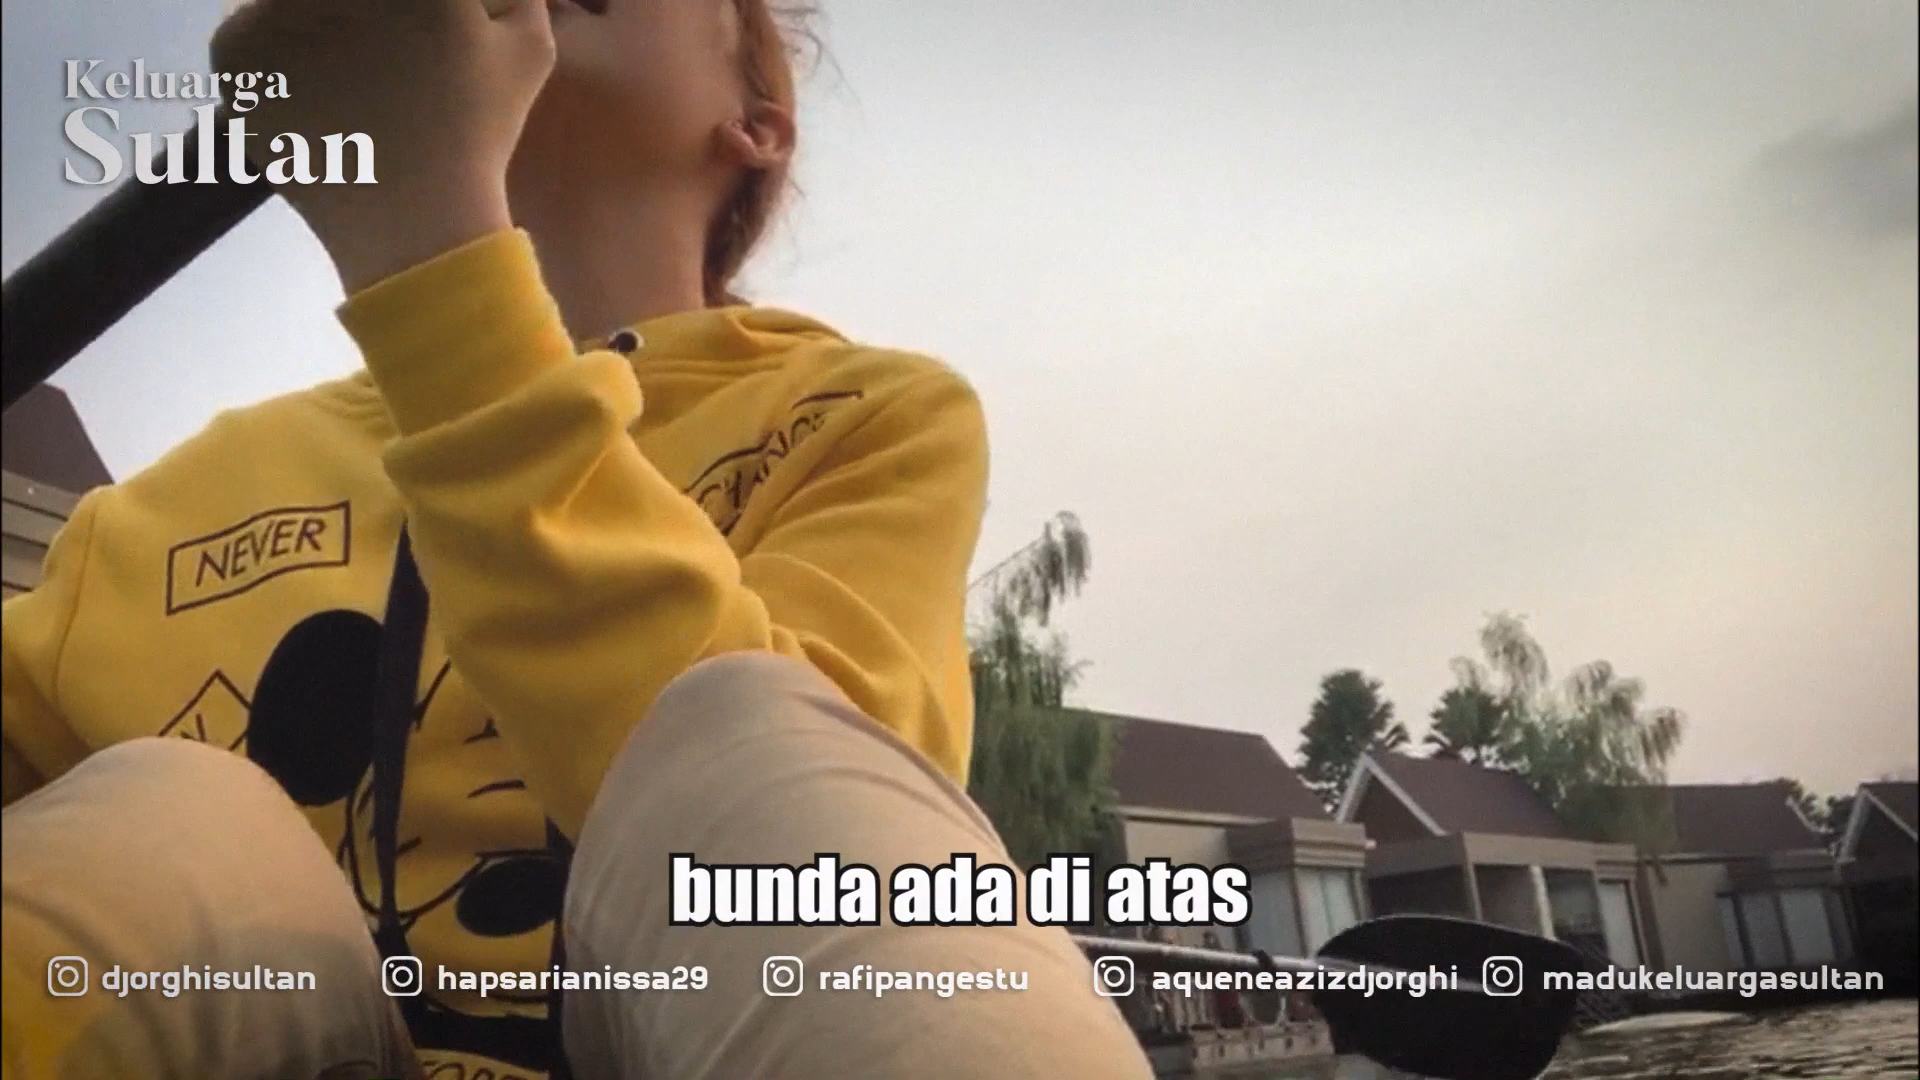 Keluarga
Sultan
NEVER
bunda ada di atas
djorghisultan hapsarianissa29 rafipangestu aqueneazizdjorghi madukeluargasultan